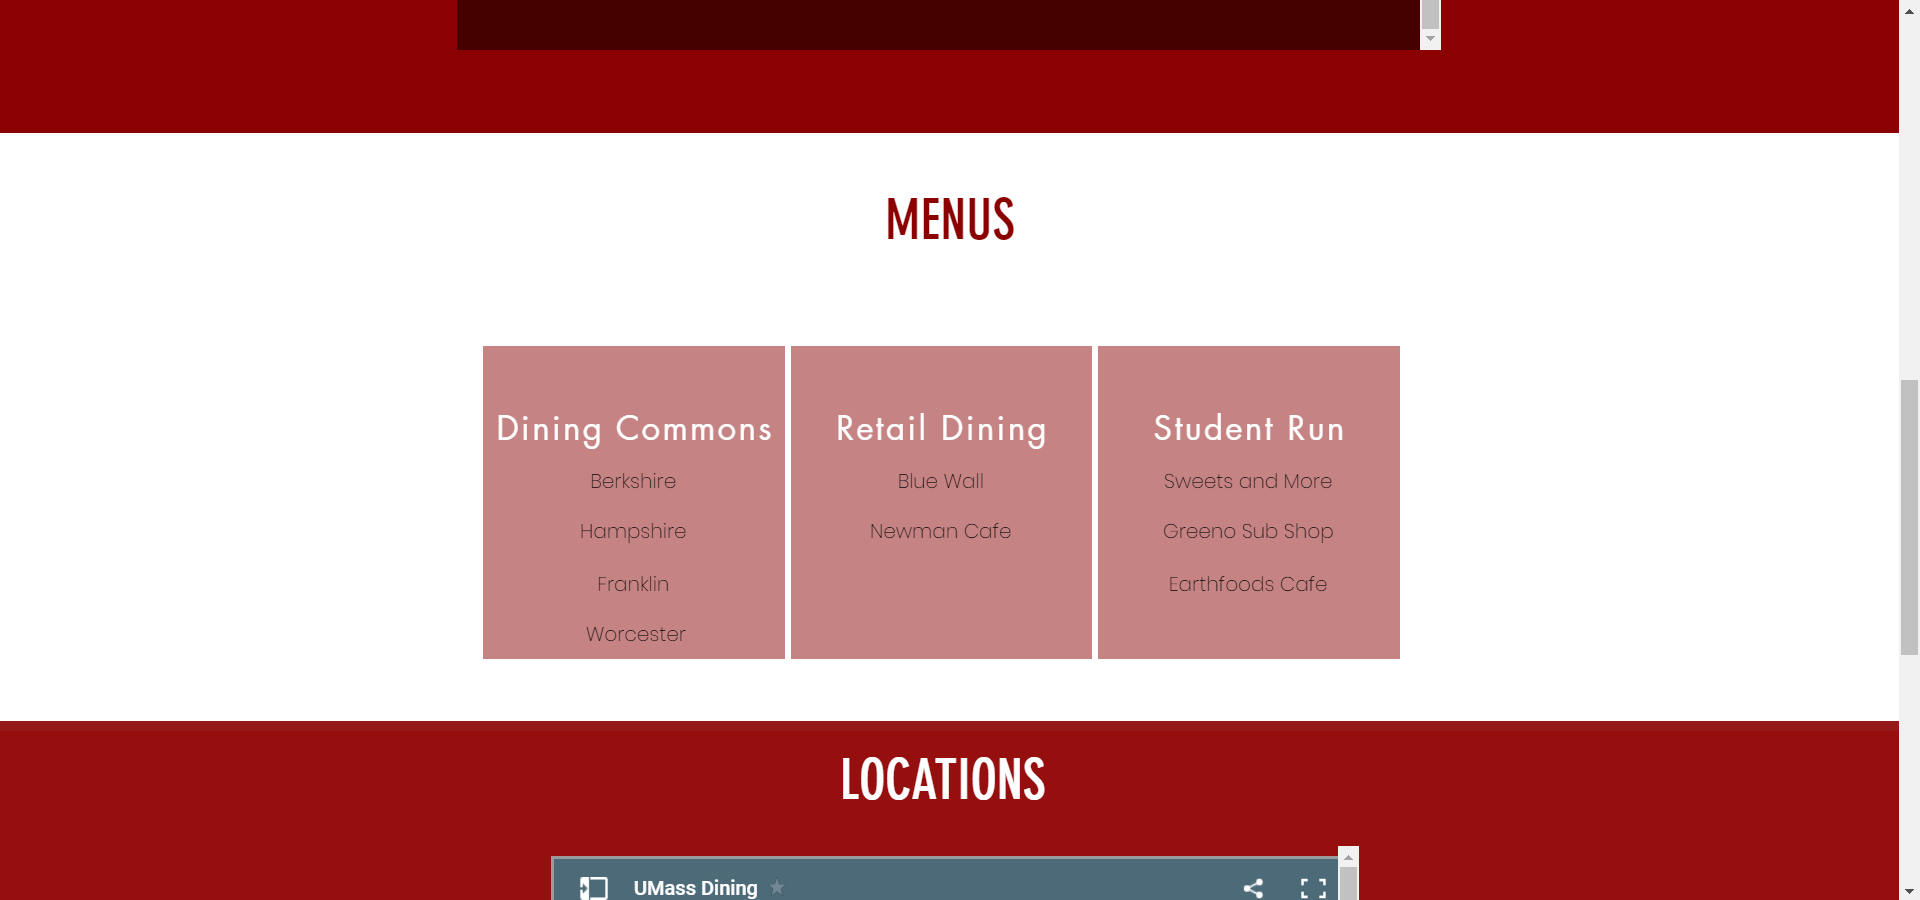 MENUS
Dining Commons
Berkshire
Hampshire
Franklin
Worcester
Retail Dining
Blue Wall
Newman Cafe
Student Run
Sweets and More
Greeno Sub Shop
Earthfoods Cafe
LOCATIONS
UMass Dining